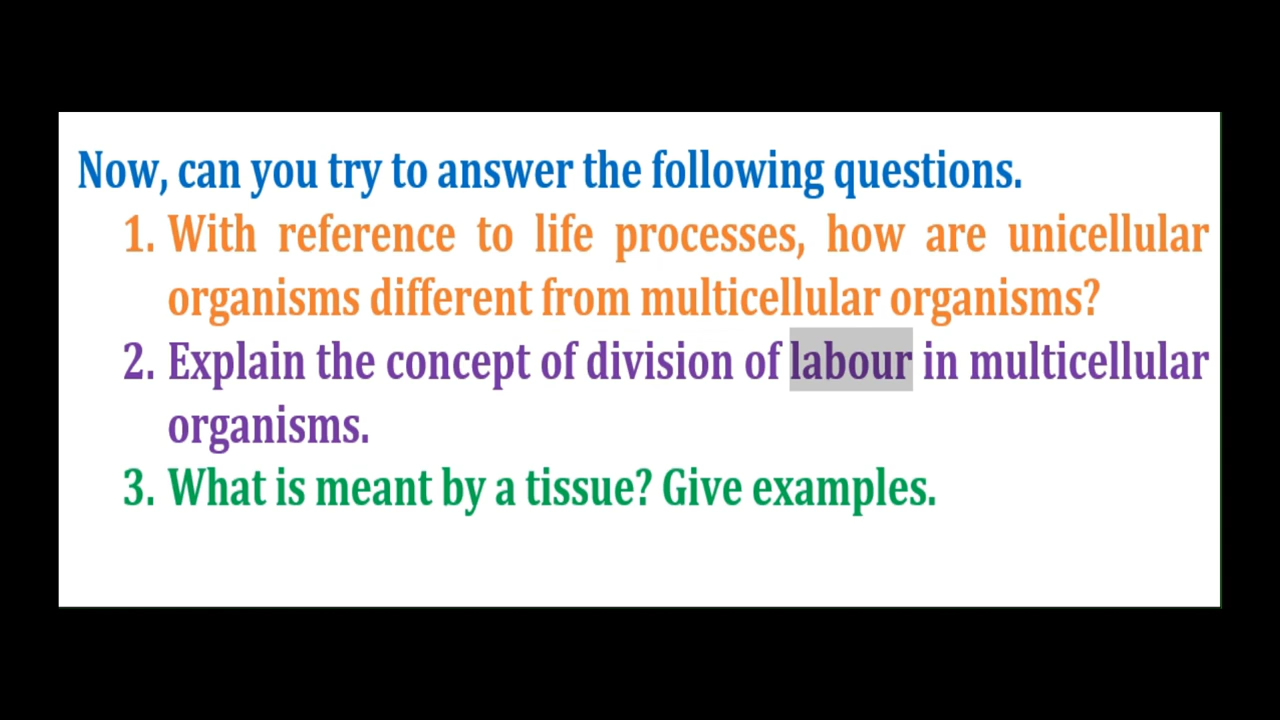 Now, can you try to answer the following questions.
1. With reference to life processes, how are unicellular
organisms different from multicellular organisms?
2. Explain the concept of division of labour in multicellular
organisms.
3. What is meant by a tissue? Give examples.